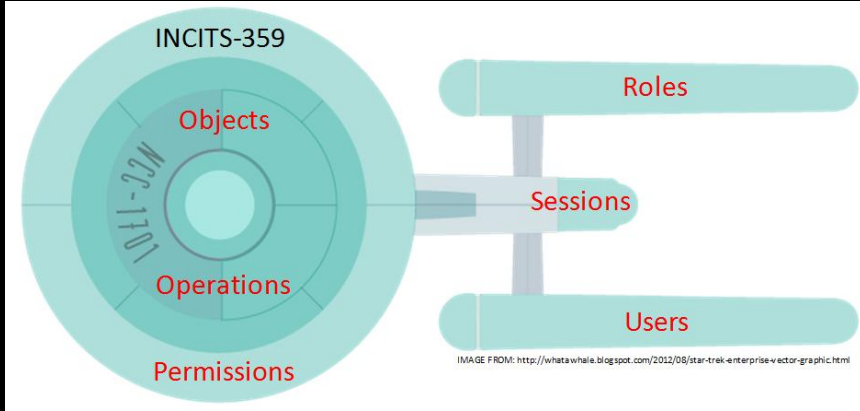 INCITS-359
Roles
Objects
NCC-1701
Sessions
Operations
Users
IMAGE FROM: http://whatawhale.blogspot.com/2012/08/star-trek-enterprise-vector-graphic.html
Permissions